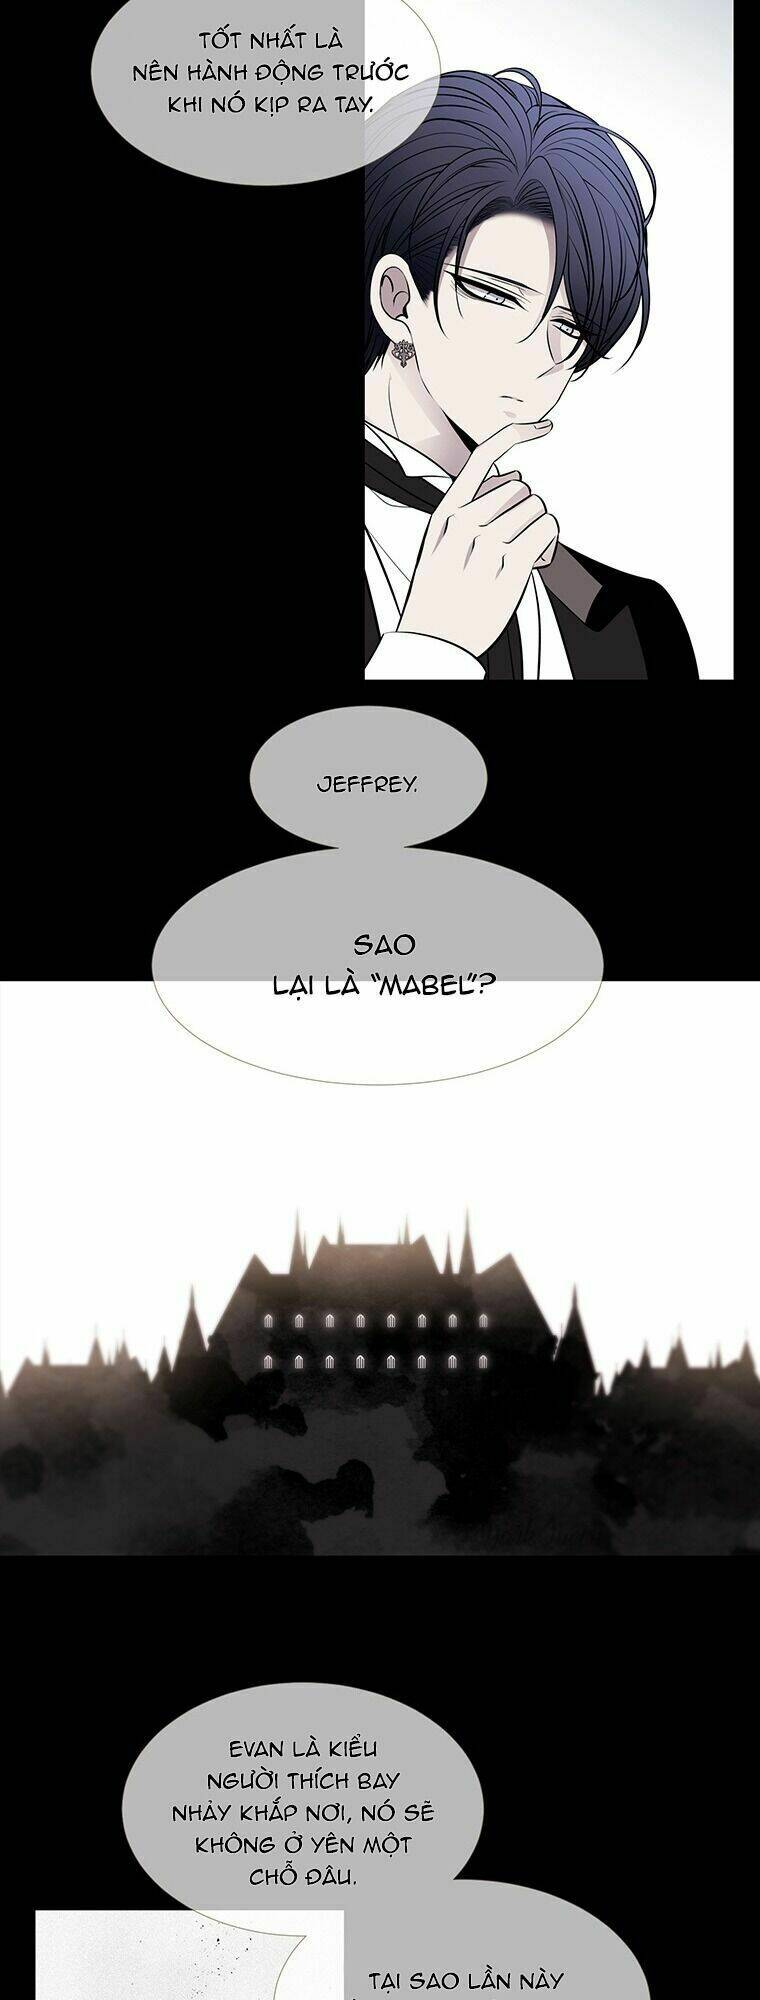 TỐT NHẤT LÀ
NÊN HÀNH ĐỘNG TRƯỚC
KHI NÓ KỊP RA TAY.
JEFFREY.
SAO
LẠI LÀ "MABEL"?
EVAN LÀ KIỂU
NGƯỜI THÍCH BAY
NHẢY KHẮP NƠI, NÓ SẼ
KHÔNG Ở YÊN MỘT
CHỖ ĐÂU.
TẠI SAO LẦN NÀY